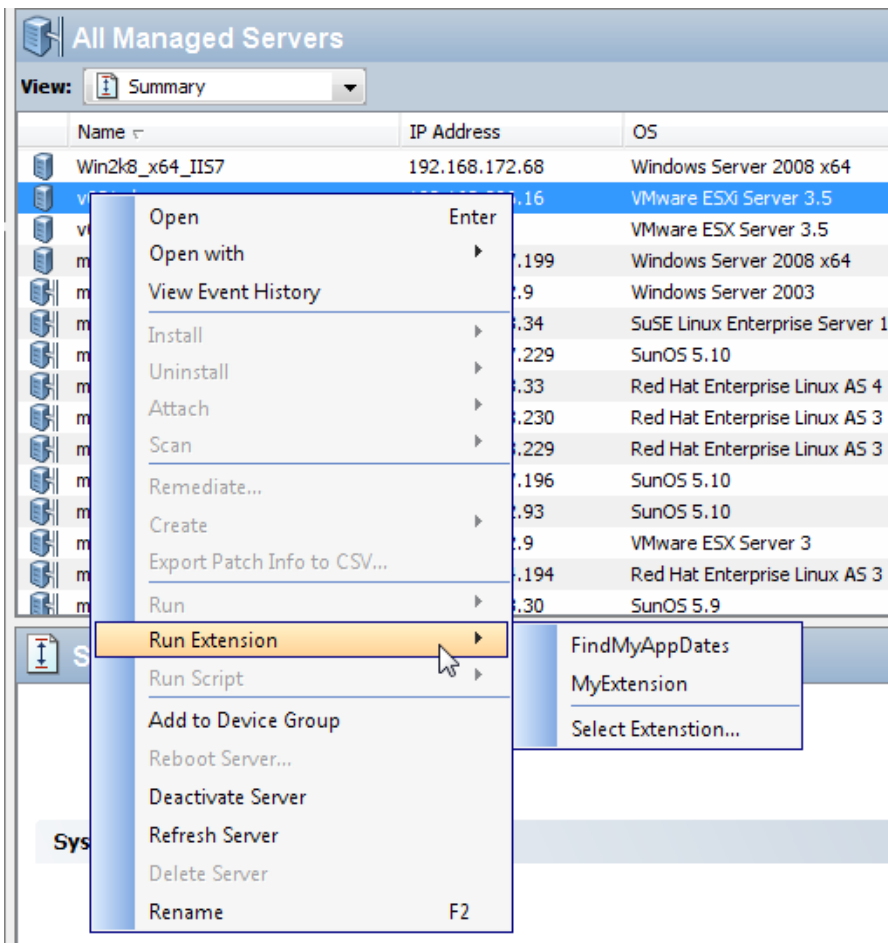 All Managed Servers
View: Summary
Name IP Address OS
Win2k8_x64_IIS7 192.168.172.68 Windows Server 2008 x64
.16 VMware ESXi Server 3.5
VMware ESX Server 3.5
.199 Windows Server 2008 x64
.9 Windows Server 2003
.34 SuSE Linux Enterprise Server 1
.229 SunOS 5.10
.33 Red Hat Enterprise Linux AS 4
.230 Red Hat Enterprise Linux AS 3
.229 Red Hat Enterprise Linux AS 3
.196 SunOS 5.10
.93 SunOS 5.10
.9 VMware ESX Server 3
.194 Red Hat Enterprise Linux AS 3
.30 SunOS 5.9
Open Enter
Open with
View Event History
Install
Uninstall
Attach
Scan
Remediate...
Create
Export Patch Info to CSV...
Run
Run Extension
Run Script
Add to Device Group
Reboot Server...
Deactivate Server
Refresh Server
Delete Server
Rename F2
FindMyAppDates
MyExtension
Select Extenstion...
Sys